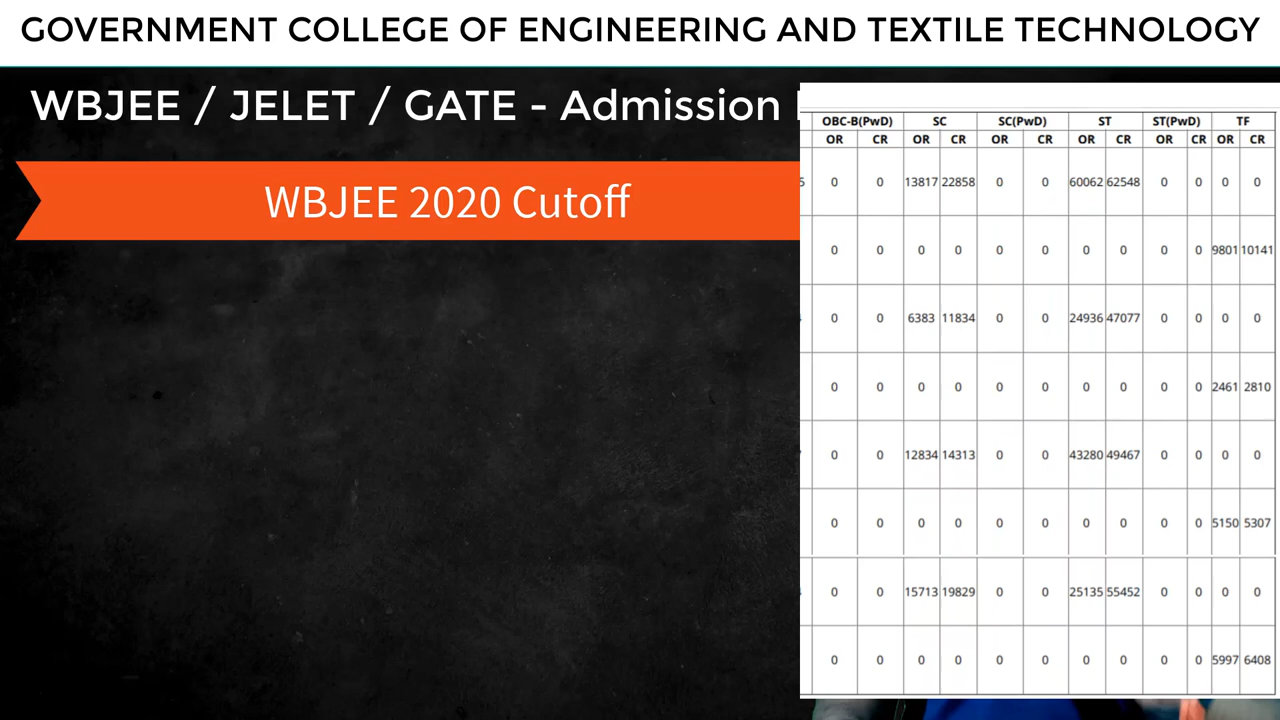 GOVERNMENT COLLEGE OF ENGINEERING AND TEXTILE TECHNOLOGY
WBJEE / JELET / GATE - Admission
WBJEE 2020 Cutoff
OBC-B(PwD) SC SC(PwD) ST ST(PwD) TF
OR CR OR CR OR CR OR CR OR CR OR CR
5 0 0 13817 22858 0 0 60062 62548 0 0 0 0
0 0 0 0 0 0 0 0 0 0 9801 10141
0 0 6383 11834 0 0 24936 47077 0 0 0 0
0 0 0 0 0 0 0 0 0 0 2461 2810
0 0 12834 14313 0 0 43280 49467 0 0 0 0
0 0 0 0 0 0 0 0 0 0 5150 5307
0 0 15713 19829 0 0 25135 55452 0 0 0 0
0 0 0 0 0 0 0 0 0 0 5997 6408